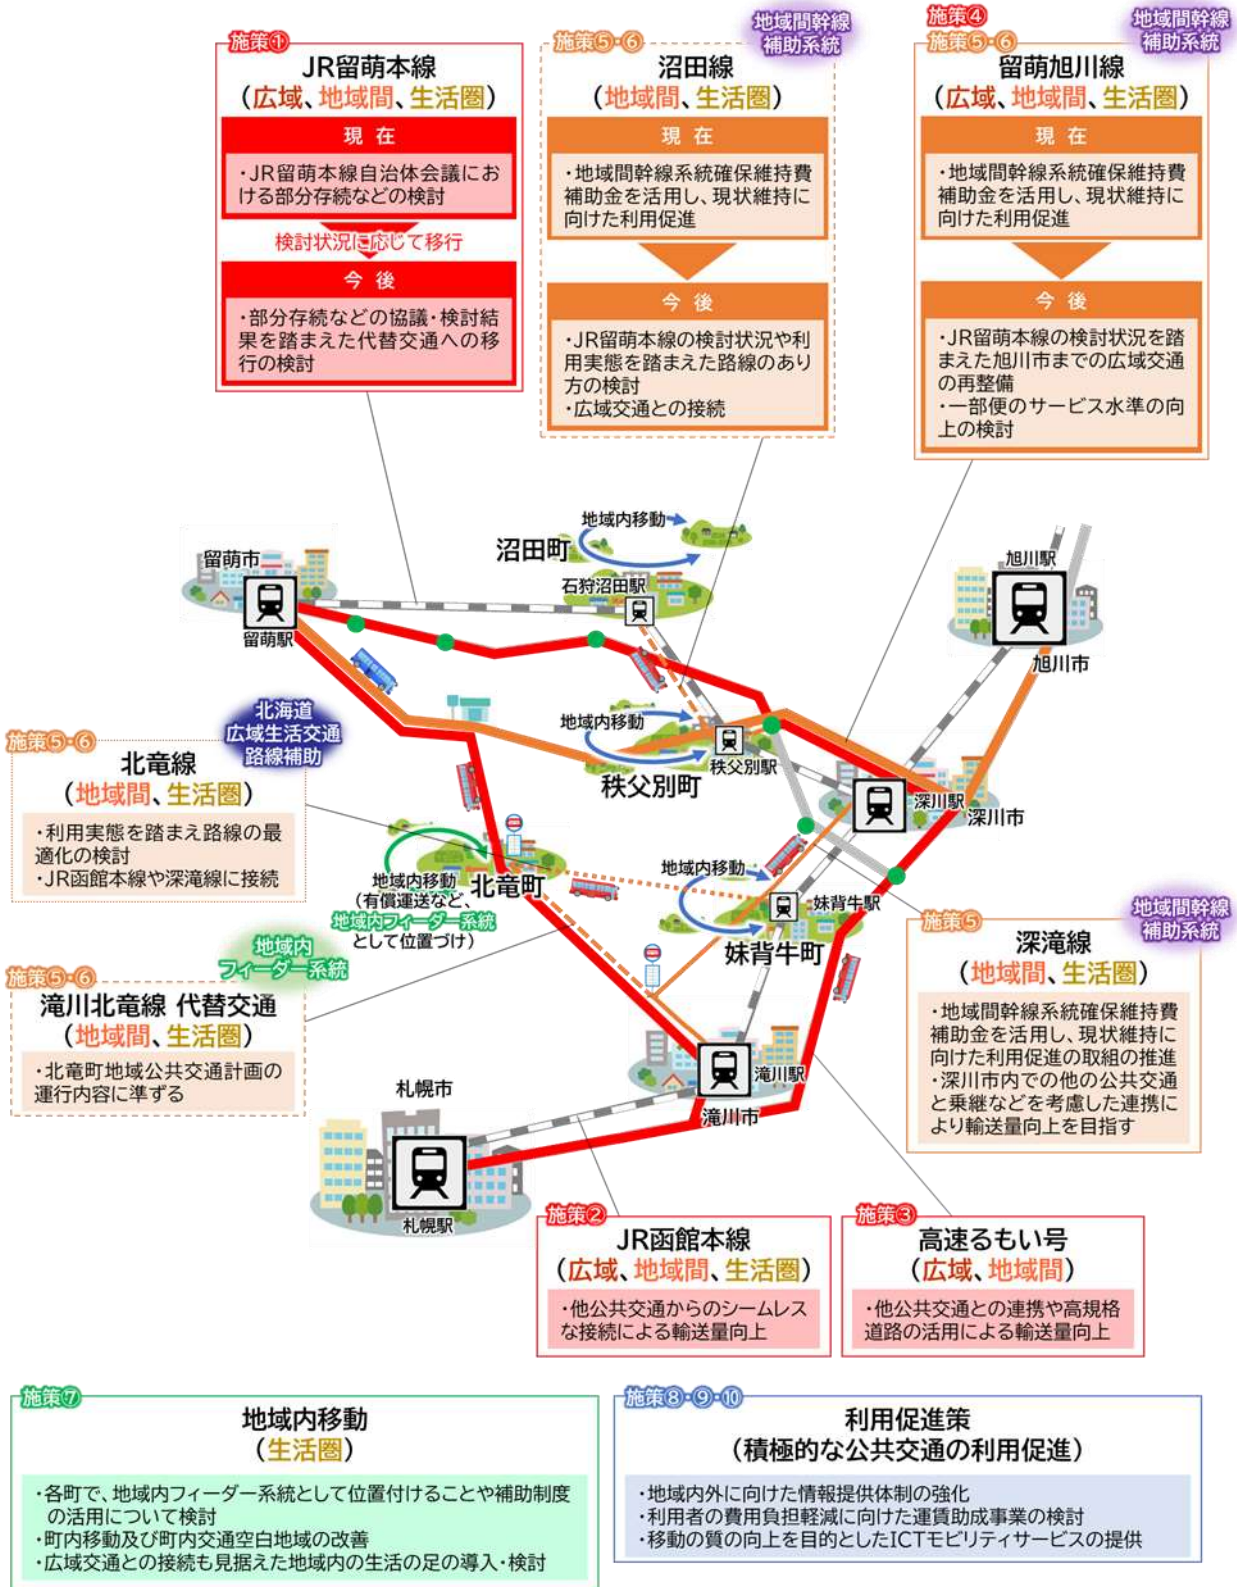 施策①
JR留萌本線
（広域、地域間、生活圏）
現 在
・JR留萌本線自治体会議にお
ける部分存続などの検討
検討状況に応じて移行
今 後
・部分存続などの協議・検討結
果を踏まえた代替交通への移
行の検討
地域間幹線
補助系統
施策⑤・⑥
沼田線
（地域間、生活圏）
現 在
・地域間幹線系統確保維持費
補助金を活用し、現状維持に
向けた利用促進
今 後
・JR留萌本線の検討状況や利
用実態を踏まえた路線のあり
方の検討
・広域交通との接続
施策④
地域間幹線
補助系統
施策⑤・⑥
留萌旭川線
（広域、地域間、生活圏）
現 在
・地域間幹線系統確保維持費
補助金を活用し、現状維持に
向けた利用促進
今 後
・JR留萌本線の検討状況を踏
まえた旭川市までの広域交通
の再整備
・一部便のサービス水準の向
上の検討
地域内移動
沼田町
石狩沼田駅
留萌市
留萌駅
旭川駅
旭川市
地域内移動
秩父別駅
秩父別町
深川駅
深川市
北海道
広域生活交通
路線補助
施策⑤・⑥
北竜線
（地域間、生活圏）
・利用実態を踏まえ路線の最
適化の検討
・JR函館本線や深滝線に接続
地域内移動
（有償運送など、
地域内フィーダー系統
として位置づけ）
北竜町
地域内移動
妹背牛駅
妹背牛町
地域内
フィーダー系統
施策⑤・⑥
滝川北竜線 代替交通
（地域間、生活圏）
・北竜町地域公共交通計画の
運行内容に準ずる
地域間幹線
補助系統
施策⑤
深滝線
（地域間、生活圏）
・地域間幹線系統確保維持費
補助金を活用し、現状維持に
向けた利用促進の取組の推進
・深川市内での他の公共交通
と乗継などを考慮した連携に
より輸送量向上を目指す
滝川駅
滝川市
札幌市
札幌駅
施策②
JR函館本線
（広域、地域間、生活圏）
・他公共交通からのシームレス
な接続による輸送量向上
施策③
高速るもい号
（広域、地域間）
・他公共交通との連携や高規格
道路の活用による輸送量向上
施策⑦
地域内移動
（生活圏）
・各町で、地域内フィーダー系統として位置付けることや補助制度
の活用について検討
・町内移動及び町内交通空白地域の改善
・広域交通との接続も見据えた地域内の生活の足の導入・検討
施策⑧・⑨・⑩
利用促進策
（積極的な公共交通の利用促進）
・地域内外に向けた情報提供体制の強化
・利用者の費用負担軽減に向けた運賃助成事業の検討
・移動の質の向上を目的としたICTモビリティサービスの提供